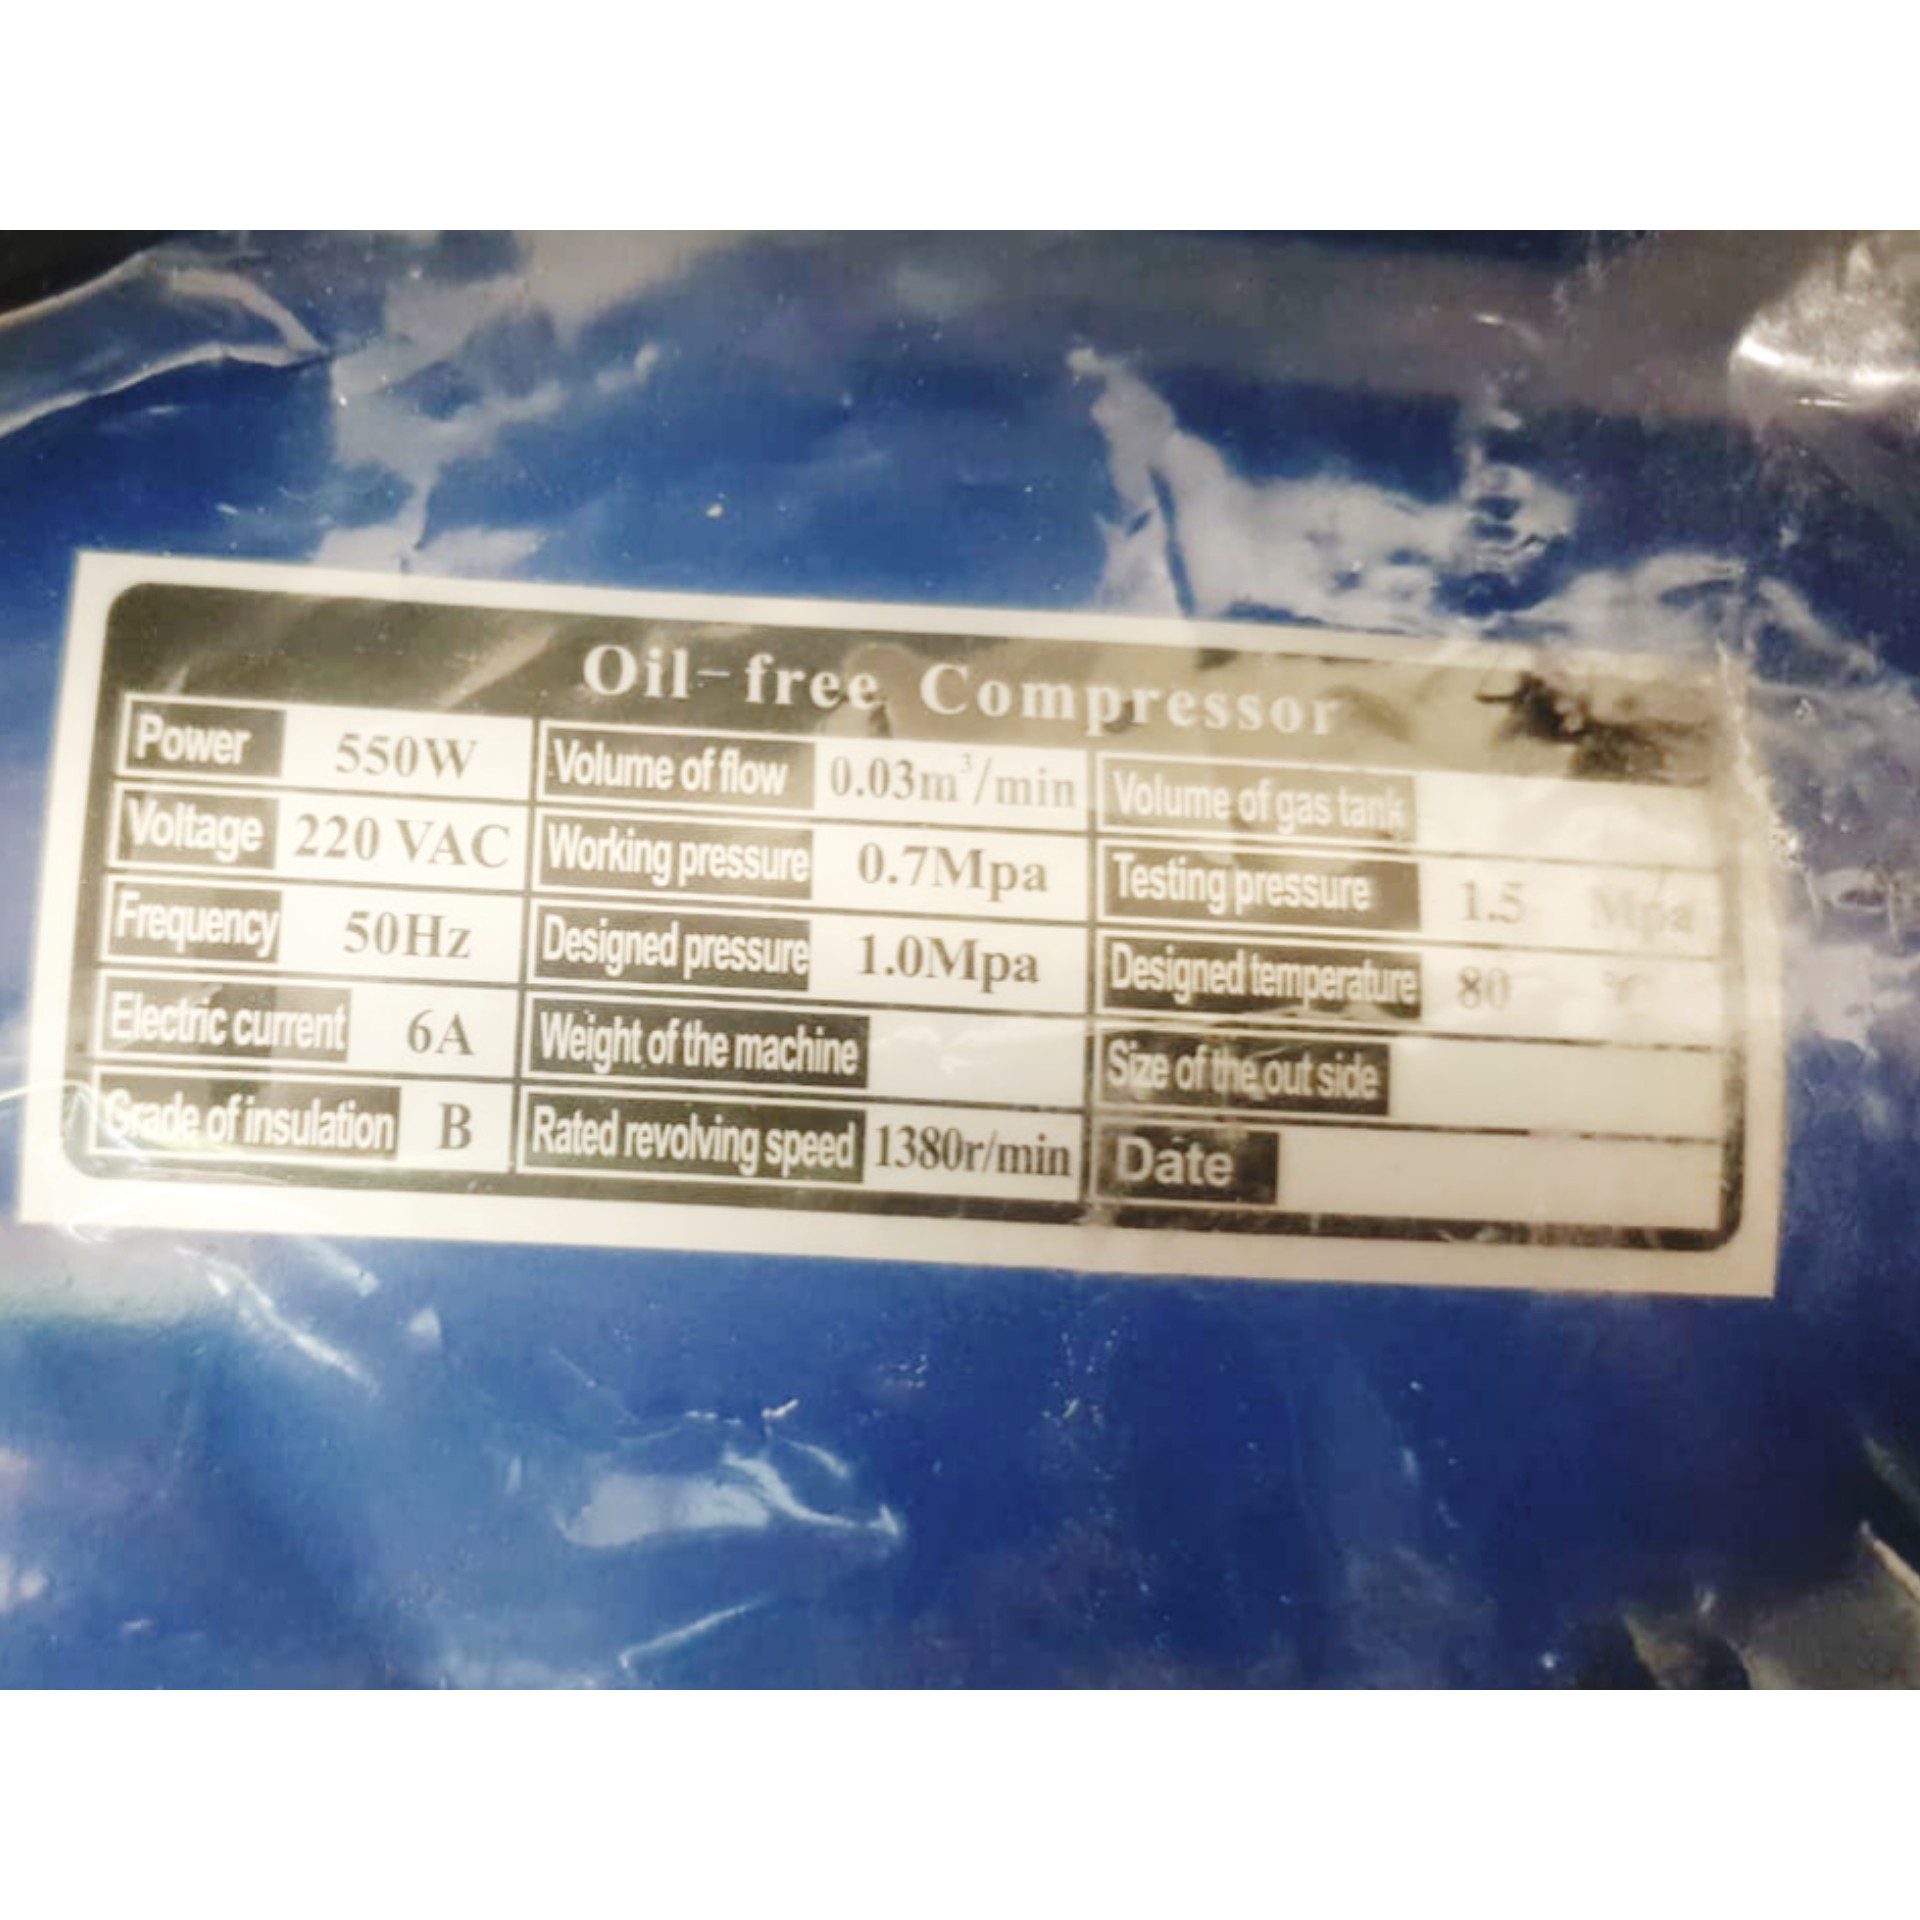 Oil-free Compressor
Power 550W Volume of flow 0.03m³/min Volume of gas tank
Voltage 220 VAC Working pressure 0.7Mpa Testing pressure 1.5 Mpa
Frequency 50Hz Designed pressure 1.0Mpa Designed temperature 80 ℃
Electric current 6A Weight of the machine Size of the out side
Grade of insulation B Rated revolving speed 1380r/min Date